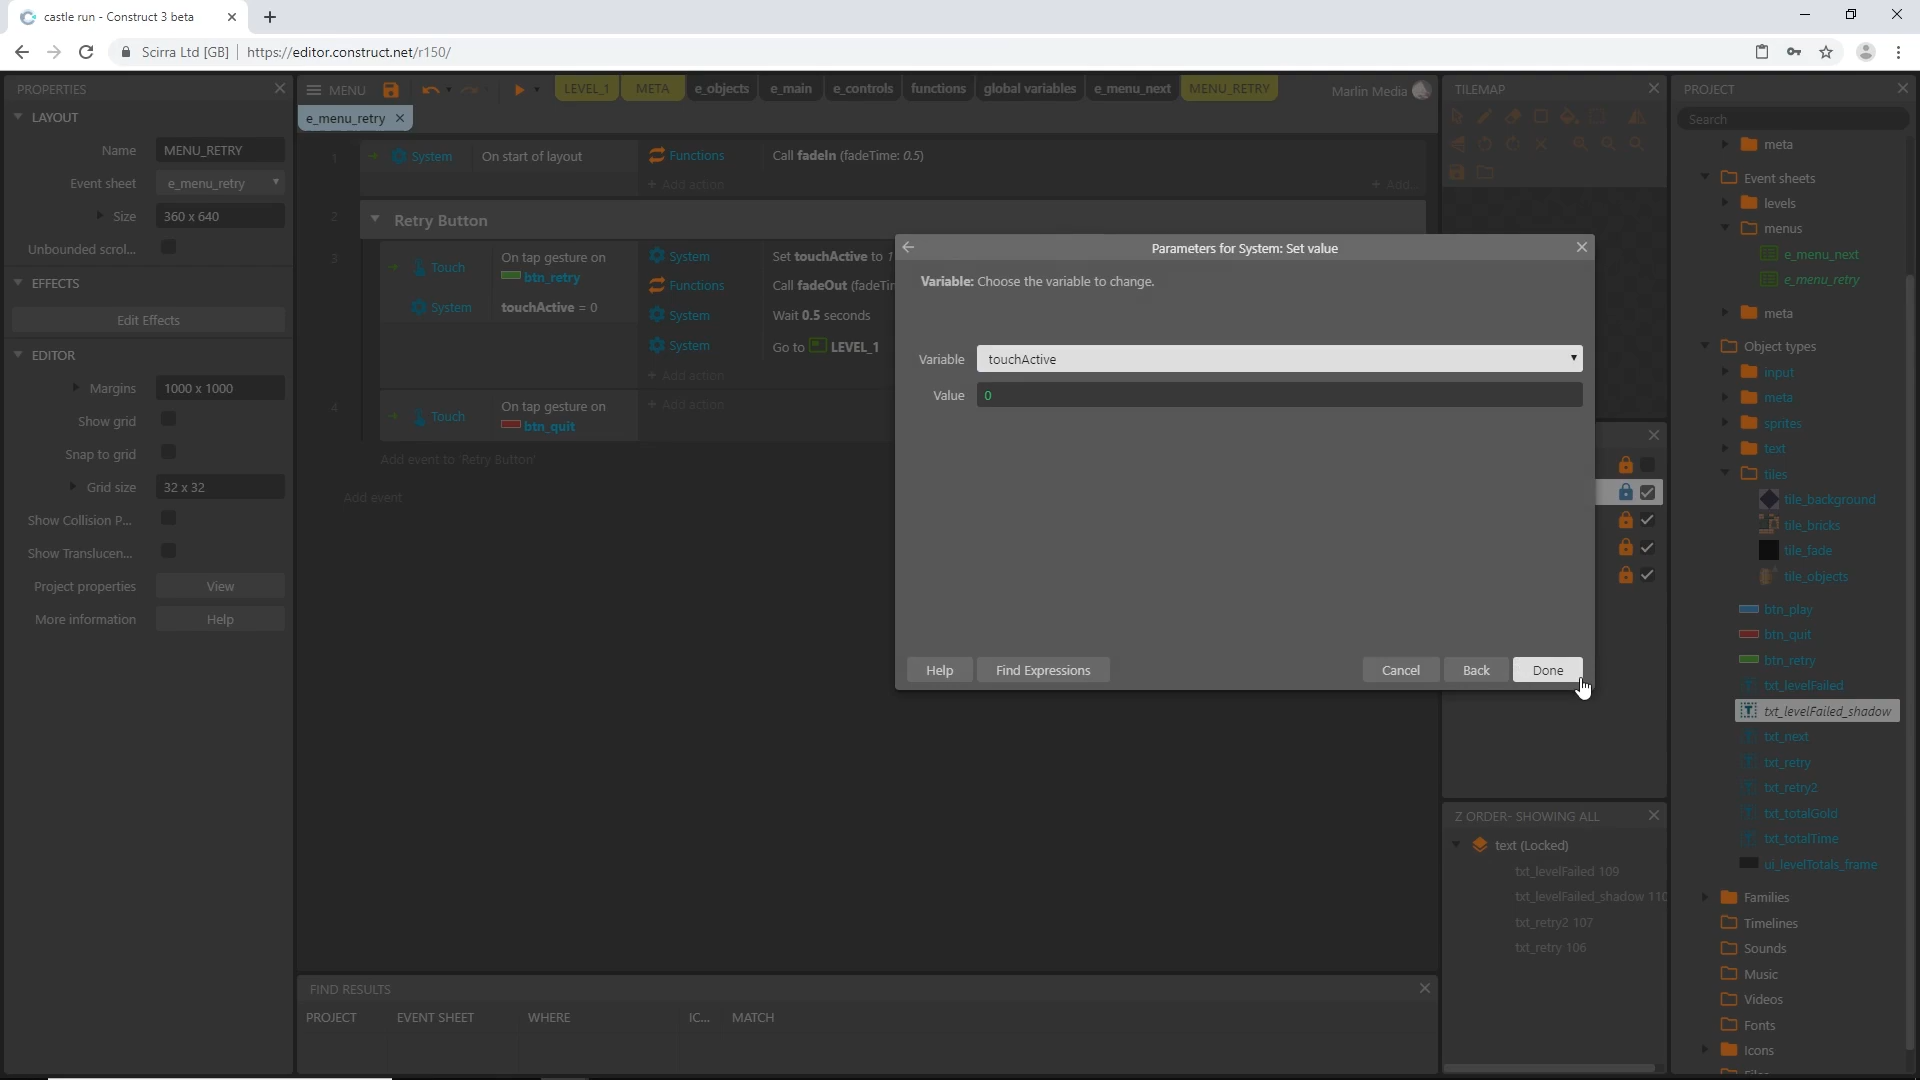 castle run - Construct 3 beta
Scirra Ltd [GB] https://editor.construct.net/r150/
PROPERTIES
LAYOUT
Name MENU_RETRY
Event sheet e_menu_retry
Size 360 x 640
Unbounded scrol...
EFFECTS
Edit Effects
EDITOR
Margins 1000 x 1000
Show grid
Snap to grid
Grid size 32 x 32
Show Collision P...
Show Translucen...
Project properties View
More information Help
MENU
LEVEL_1 META e_objects e_main e_controls functions global variables e_menu_next MENU_RETRY
Marlin Media
e_menu_retry
1 System On start of layout Functions Call fadeIn (fadeTime: 0.5)
+ Add action + Add...
2 Retry Button
3 Touch On tap gesture on btn_retry System Set touchActive to 1
Functions Call fadeOut (fadeTin
System touchActive = 0 System Wait 0.5 seconds
System Go to LEVEL_1
+ Add action
4 Touch On tap gesture on btn_quit + Add action
Add event to 'Retry Button'
Add event
Parameters for System: Set value
Variable: Choose the variable to change.
Variable touchActive
Value 0
Help Find Expressions Cancel Back Done
FIND RESULTS
PROJECT EVENT SHEET WHERE IC... MATCH
TILEMAP
Z ORDER- SHOWING ALL
text (Locked)
txt_levelFailed 109
txt_levelFailed_shadow 110
txt_retry2 107
txt_retry 106
PROJECT
Search
meta
Event sheets
levels
menus
e_menu_next
e_menu_retry
meta
Object types
input
meta
sprites
text
tiles
tile_background
tile_bricks
tile_fade
tile_objects
btn_play
btn_quit
btn_retry
txt_levelFailed
txt_levelFailed_shadow
txt_next
txt_retry
txt_retry2
txt_totalGold
txt_totalTime
ui_levelTotals_frame
Families
Timelines
Sounds
Music
Videos
Fonts
Icons